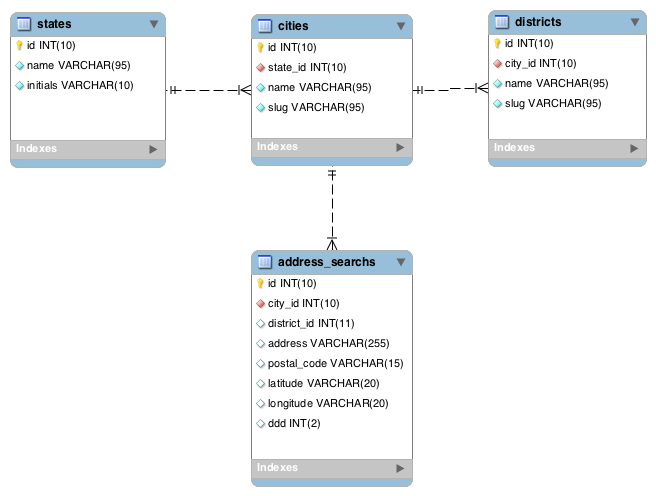 states
id INT(10)
name VARCHAR(95)
initials VARCHAR(10)
Indexes
cities
id INT(10)
state_id INT(10)
name VARCHAR(95)
slug VARCHAR(95)
Indexes
districts
id INT(10)
city_id INT(10)
name VARCHAR(95)
slug VARCHAR(95)
Indexes
address_searchs
id INT(10)
city_id INT(10)
district_id INT(11)
address VARCHAR(255)
postal_code VARCHAR(15)
latitude VARCHAR(20)
longitude VARCHAR(20)
ddd INT(2)
Indexes